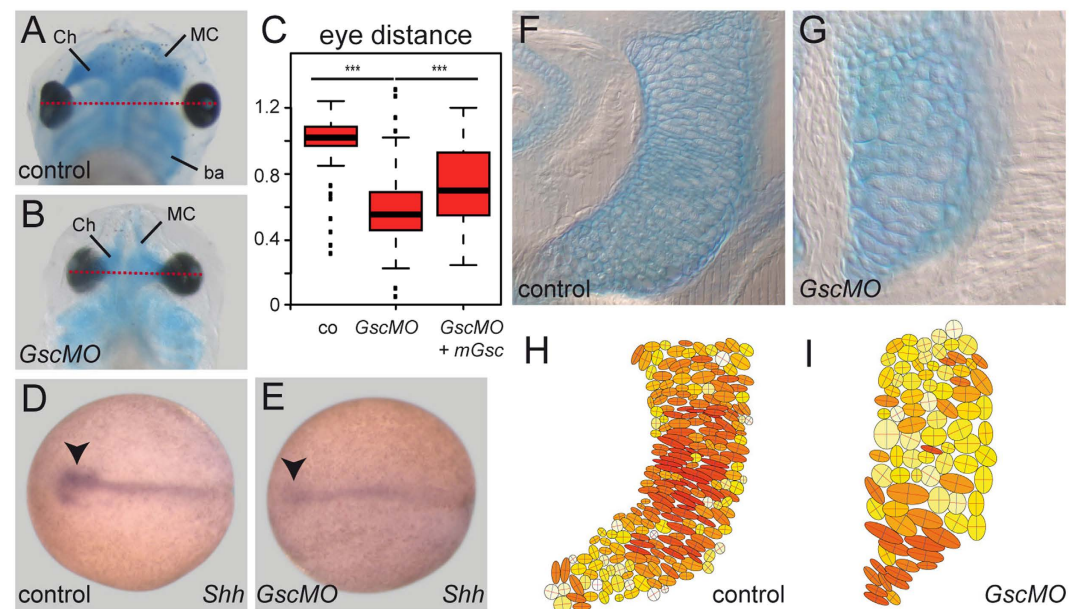 A
Ch
MC
ba
control
B
Ch
MC
GscMO
C
eye distance
***
***
1.2
0.8
0.4
0
co
GscMO
GscMO
+ mGsc
D
control
Shh
E
GscMO
Shh
F
control
G
GscMO
H
control
I
GscMO